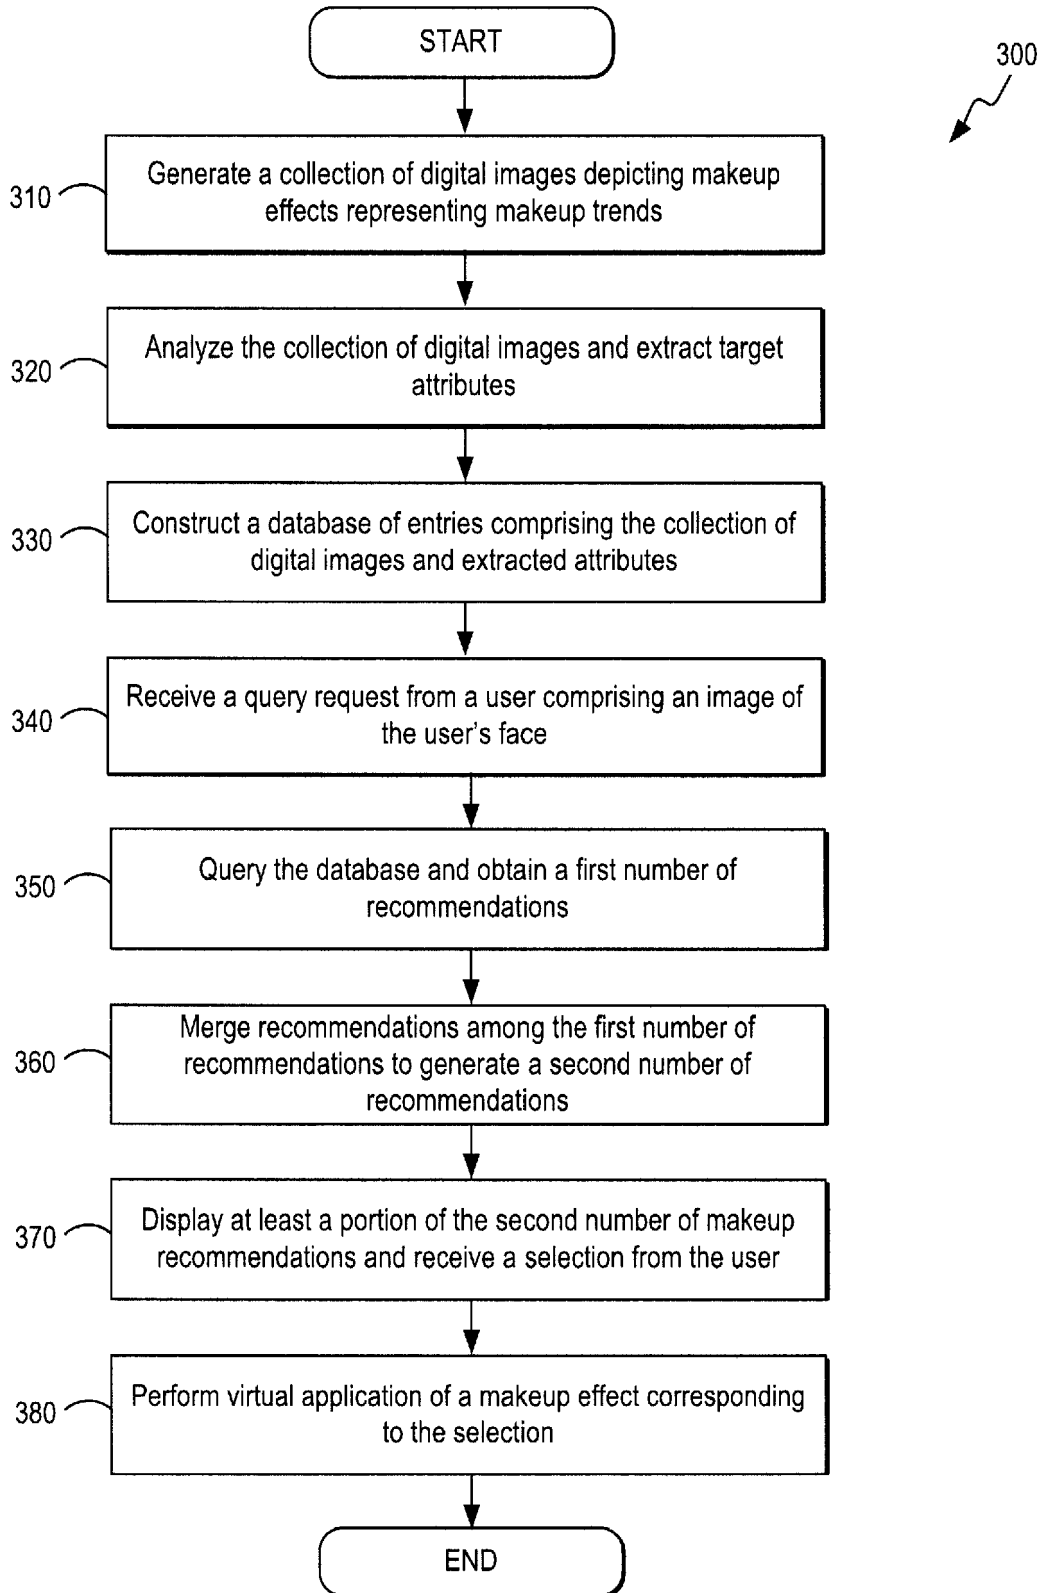 START
300
310
Generate a collection of digital images depicting makeup
effects representing makeup trends
320
Analyze the collection of digital images and extract target
attributes
330
Construct a database of entries comprising the collection of
digital images and extracted attributes
340
Receive a query request from a user comprising an image of
the user's face
350
Query the database and obtain a first number of
recommendations
360
Merge recommendations among the first number of
recommendations to generate a second number of
recommendations
370
Display at least a portion of the second number of makeup
recommendations and receive a selection from the user
380
Perform virtual application of a makeup effect corresponding
to the selection
END